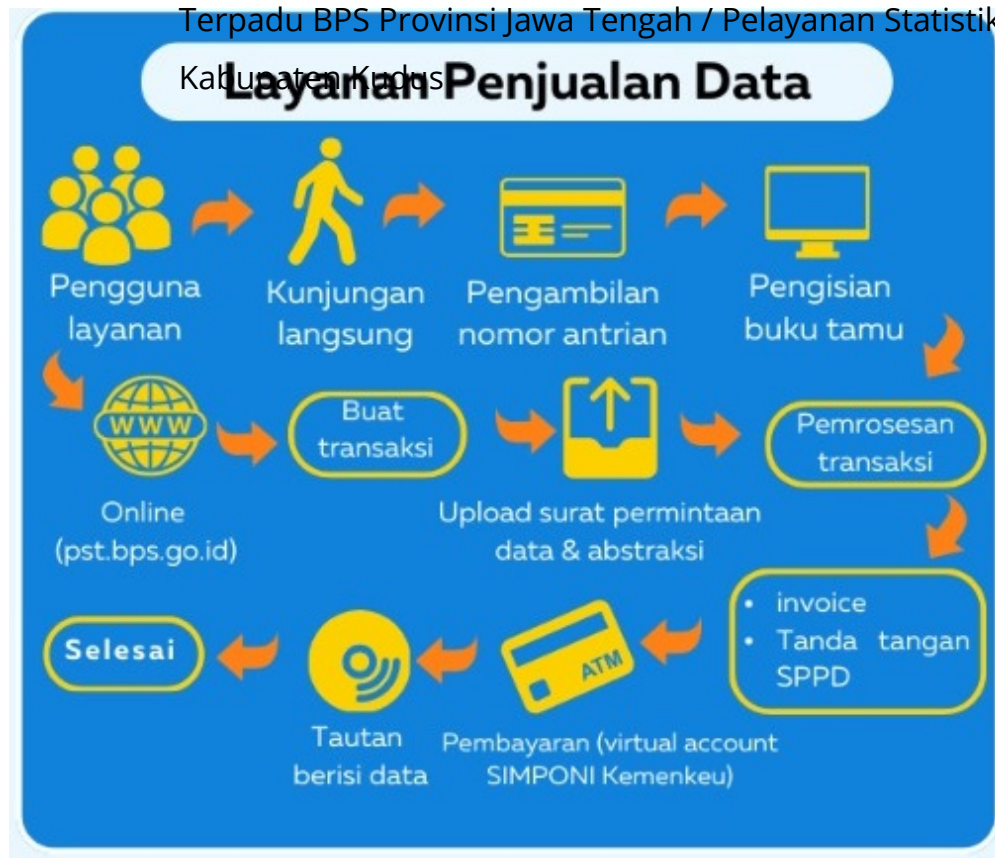 Terpadu BPS Provinsi Jawa Tengah / Pelayanan Statistik
Kabupaten Kudus
Layanan Penjualan Data
Pengguna
layanan
Kunjungan
langsung
Pengambilan
nomor antrian
Pengisian
buku tamu
WWW
Online
(pst.bps.go.id)
Buat
transaksi
Upload surat permintaan
data & abstraksi
Pemrosesan
transaksi
• invoice
• Tanda tangan
SPPD
ATM
Pembayaran (virtual account
SIMPONI Kemenkeu)
Tautan
berisi data
Selesai